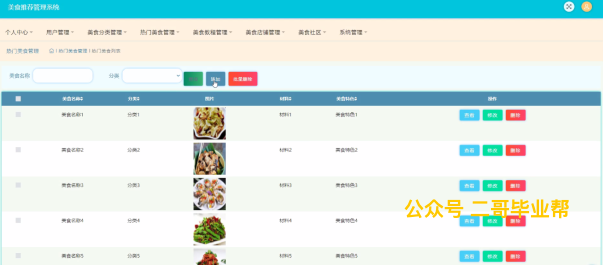 美食推荐管理系统
个人中心 用户管理 美食分类管理 热门美食管理 美食教程管理 美食店铺管理 美食社区 系统管理
热门美食管理 热门美食管理 热门美食列表
美食名称 分类 添加 批量删除
美食名称 分类 图片 材料 美食特色 操作
美食名称1 分类1 材料1 美食特色1 查看 修改 删除
美食名称2 分类2 材料2 美食特色2 查看 修改 删除
美食名称3 分类3 材料3 美食特色3 查看 修改 删除
公众号 二哥毕业帮
美食名称4 分类4 材料4 美食特色4 查看 修改 删除
美食名称5 分类5 材料5 美食特色5 查看 修改 删除